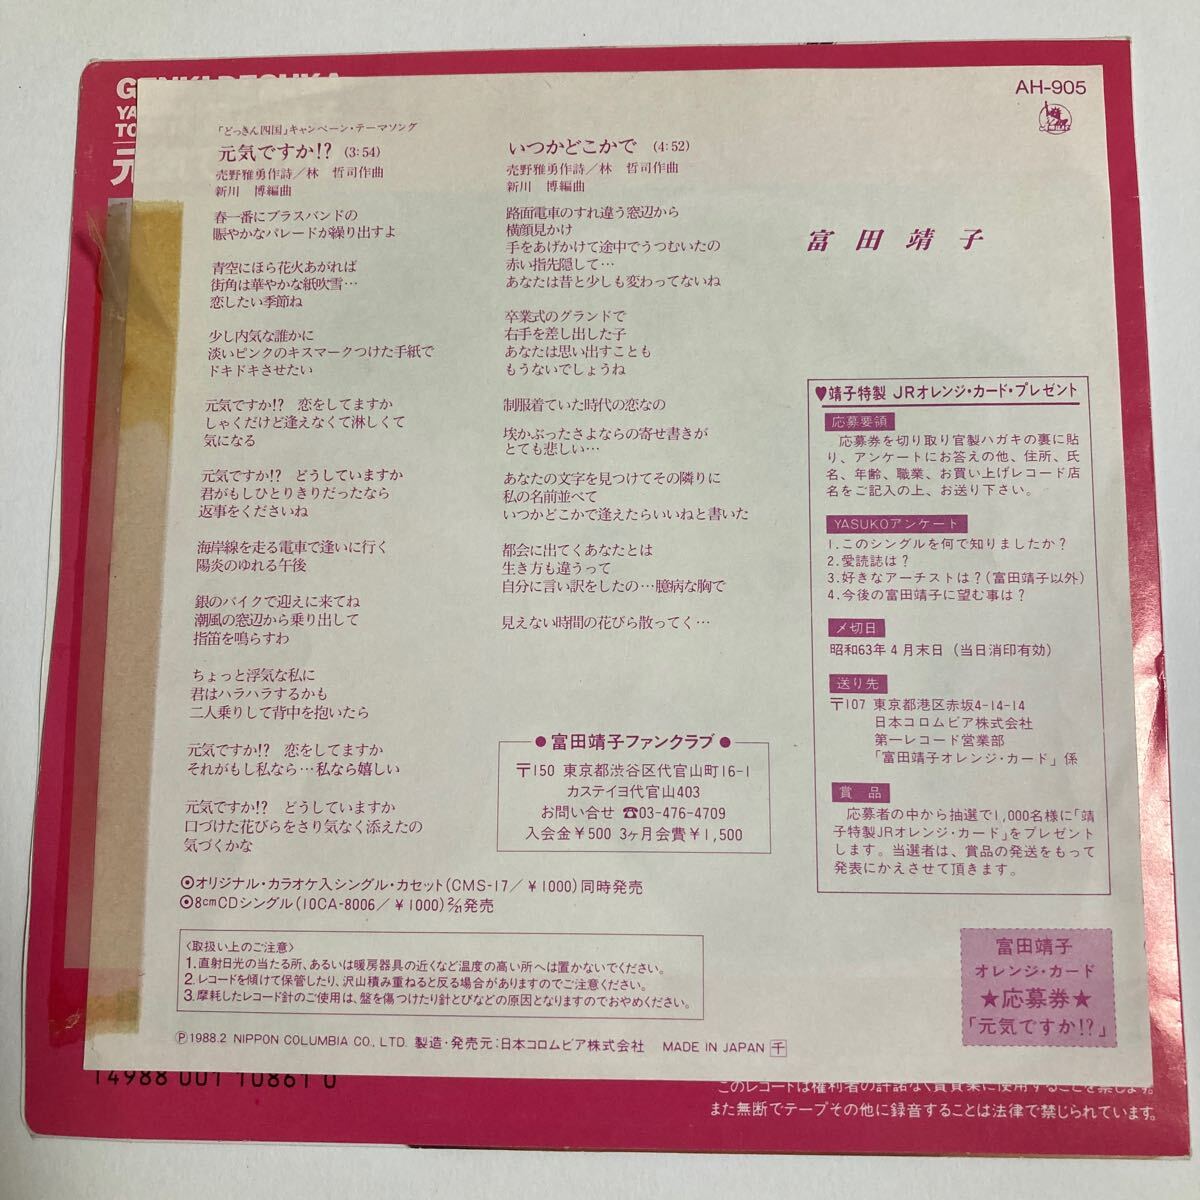 AH-905
「どっきん四国」キャンペーン・テーマソング
元気ですか!? (3:54)
売野雅勇作詩／林　哲司作曲
新川　博編曲
春一番にブラスバンドの
賑やかなパレードが繰り出すよ
青空にほら花火あがれば
街角は華やかな紙吹雪…
恋したい季節ね
少し内気な誰かに
淡いピンクのキスマークつけた手紙で
ドキドキさせたい
元気ですか!?　恋をしてますか
しゃくだけど逢えなくて淋しくて
気になる
元気ですか!?　どうしていますか
君がもしひとりきりだったなら
返事をくださいね
海岸線を走る電車で逢いに行く
陽炎のゆれる午後
銀のバイクで迎えに来てね
潮風の窓辺から乗り出して
指笛を鳴らすわ
ちょっと浮気な私に
君はハラハラするかも
二人乗りして背中を抱いたら
元気ですか!?　恋をしてますか
それがもし私なら…私なら嬉しい
元気ですか!?　どうしていますか
口づけた花びらをさり気なく添えたの
気づくかな
いつかどこかで (4:52)
売野雅勇作詩／林　哲司作曲
新川　博編曲
路面電車のすれ違う窓辺から
横顔見かけ
手をあげかけて途中でうつむいたの
赤い指先隠して…
あなたは昔と少しも変わってないね
卒業式のグランドで
右手を差し出した子
あなたは思い出すことも
もうないでしょうね
制服着ていた時代の恋なの
埃かぶったさよならの寄せ書きが
とても悲しい…
あなたの文字を見つけてその隣りに
私の名前並べて
いつかどこかで逢えたらいいねと書いた
都会に出てくあなたとは
生き方も違うって
自分に言い訳をしたの…臆病な胸で
見えない時間の花びら散ってく…
富田靖子
♥靖子特製 JRオレンジ・カード・プレゼント
応募要領
応募券を切り取り官製ハガキの裏に貼
り、アンケートにお答えの他、住所、氏
名、年齢、職業、お買い上げレコード店
名をご記入の上、お送り下さい。
YASUKOアンケート
1.このシングルを何で知りましたか？
2.愛読誌は？
3.好きなアーチストは？(富田靖子以外)
4.今後の富田靖子に望む事は？
〆切日
昭和63年4月末日（当日消印有効）
送り先
〒107 東京都港区赤坂4-14-14
日本コロムビア株式会社
第一レコード営業部
「富田靖子オレンジ・カード」係
賞品
応募者の中から抽選で1,000名様に「靖
子特製JRオレンジ・カード」をプレゼント
します。当選者は、賞品の発送をもって
発表にかえさせて頂きます。
●富田靖子ファンクラブ●
〒150 東京都渋谷区代官山町16-1
カステイヨ代官山403
お問い合せ ☎03-476-4709
入会金￥500 3ヶ月会費￥1,500
◉オリジナル・カラオケ入シングル・カセット(CMS-17／￥1000)同時発売
◉8cmCDシングル(10CA-8006／￥1000)2/21発売
〈取扱い上のご注意〉
1.直射日光の当たる所、あるいは暖房器具の近くなど温度の高い所へは置かないでください。
2.レコードを傾けて保管したり、沢山積み重ねると反る場合がありますのでご注意ください。
3.摩耗したレコード針のご使用は、盤を傷つけたり針とびなどの原因となりますのでおやめください。
富田靖子
オレンジ・カード
★応募券★
「元気ですか!?」
Ⓟ1988.2 NIPPON COLUMBIA CO., LTD. 製造・発売元:日本コロムビア株式会社　MADE IN JAPAN 千
14988 001 10861 0
このレコードは権利者の許諾なく賃貸業に使用することを禁じます。
また無断でテープその他に録音することは法律で禁じられています。